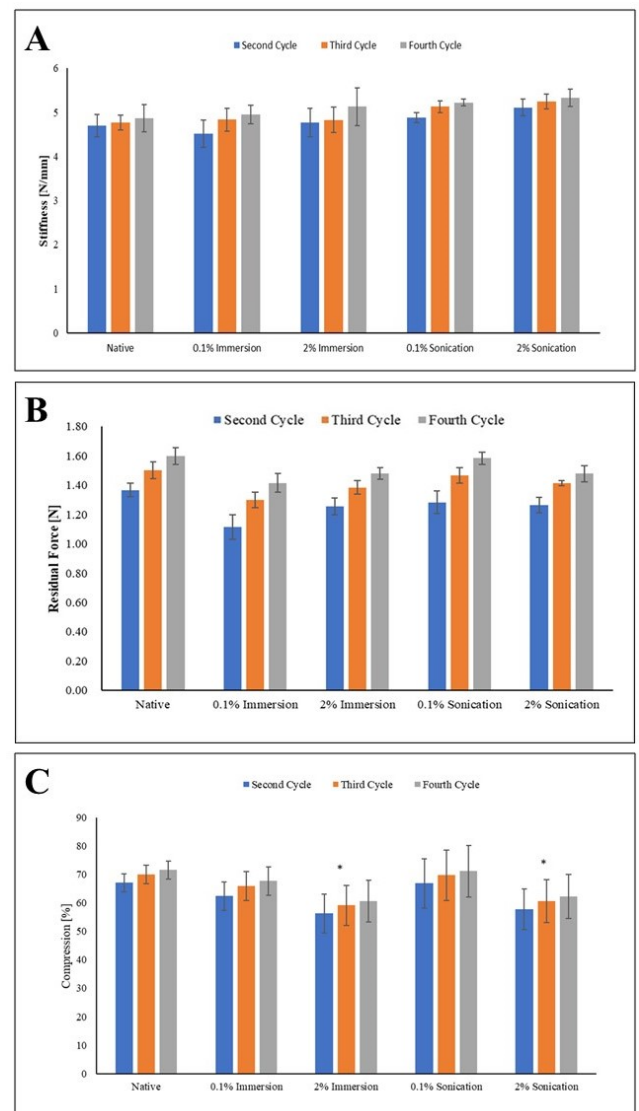 A
Second Cycle Third Cycle Fourth Cycle
6
5
4
3
2
1
0
Stiffness [N/mm]
Native 0.1% Immersion 2% Immersion 0.1% Sonication 2% Sonication
B
Second Cycle Third Cycle Fourth Cycle
1.80
1.60
1.40
1.20
1.00
0.80
0.60
0.40
0.20
0.00
Residual Force [N]
Native 0.1% Immersion 2% Immersion 0.1% Sonication 2% Sonication
C
Second Cycle Third Cycle Fourth Cycle
90
80
70
60
50
40
30
20
10
0
Compression [%]
* *
Native 0.1% Immersion 2% Immersion 0.1% Sonication 2% Sonication